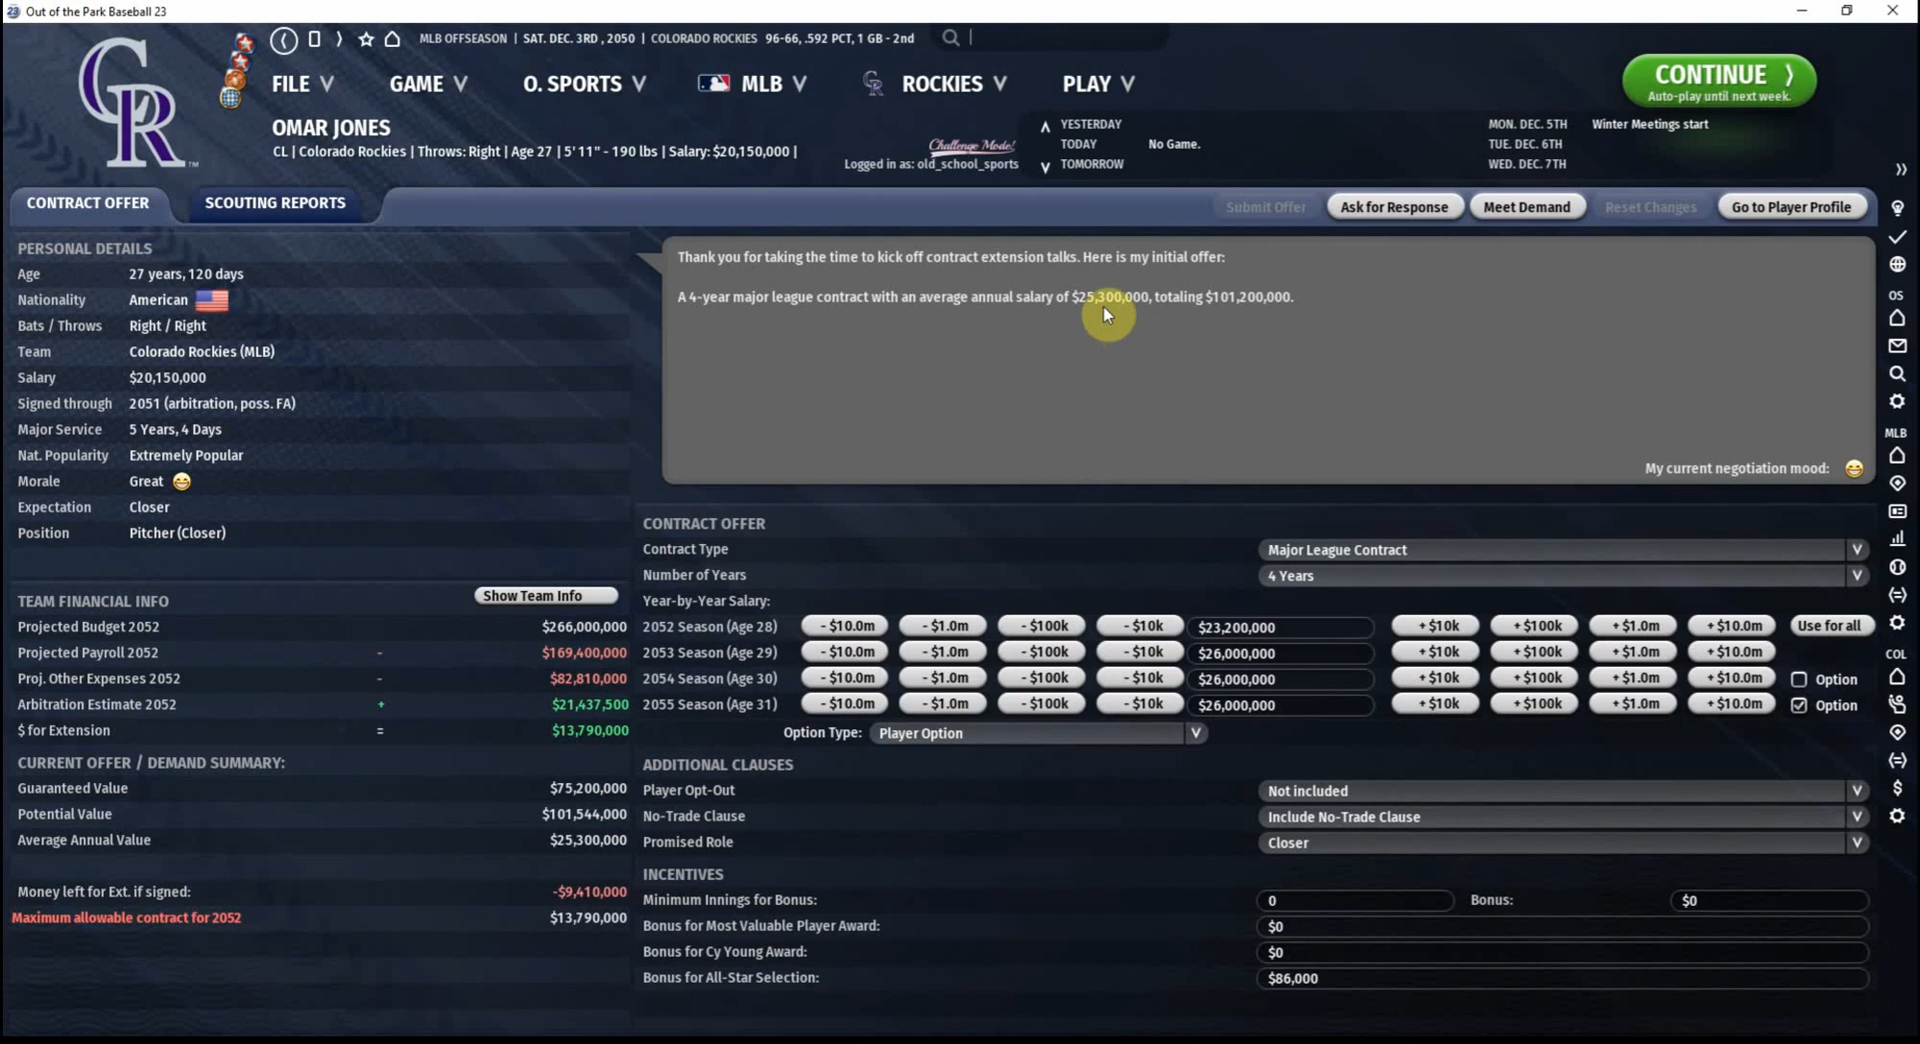 23 Out of the Park Baseball 23
MLB OFFSEASON | SAT. DEC. 3RD , 2050 | COLORADO ROCKIES 96-66, .592 PCT, 1 GB - 2nd
FILE GAME O. SPORTS MLB ROCKIES PLAY
CONTINUE
Auto-play until next week.
CR
TM
OMAR JONES
CL | Colorado Rockies | Throws: Right | Age 27 | 5' 11" - 190 lbs | Salary: $20,150,000 |
Challenge Mode!
Logged in as: old_school_sports
YESTERDAY
TODAY No Game.
TOMORROW
MON. DEC. 5TH Winter Meetings start
TUE. DEC. 6TH
WED. DEC. 7TH
CONTRACT OFFER SCOUTING REPORTS
Submit Offer Ask for Response Meet Demand Reset Changes Go to Player Profile
PERSONAL DETAILS
Age 27 years, 120 days
Nationality American
Bats / Throws Right / Right
Team Colorado Rockies (MLB)
Salary $20,150,000
Signed through 2051 (arbitration, poss. FA)
Major Service 5 Years, 4 Days
Nat. Popularity Extremely Popular
Morale Great
Expectation Closer
Position Pitcher (Closer)
Thank you for taking the time to kick off contract extension talks. Here is my initial offer:
A 4-year major league contract with an average annual salary of $25,300,000, totaling $101,200,000.
My current negotiation mood:
TEAM FINANCIAL INFO Show Team Info
Projected Budget 2052 $266,000,000
Projected Payroll 2052 - $169,400,000
Proj. Other Expenses 2052 - $82,810,000
Arbitration Estimate 2052 + $21,437,500
$ for Extension = $13,790,000
CURRENT OFFER / DEMAND SUMMARY:
Guaranteed Value $75,200,000
Potential Value $101,544,000
Average Annual Value $25,300,000
Money left for Ext. if signed: -$9,410,000
Maximum allowable contract for 2052 $13,790,000
CONTRACT OFFER
Contract Type Major League Contract
Number of Years 4 Years
Year-by-Year Salary:
2052 Season (Age 28) - $10.0m - $1.0m - $100k - $10k $23,200,000 + $10k + $100k + $1.0m + $10.0m Use for all
2053 Season (Age 29) - $10.0m - $1.0m - $100k - $10k $26,000,000 + $10k + $100k + $1.0m + $10.0m
2054 Season (Age 30) - $10.0m - $1.0m - $100k - $10k $26,000,000 + $10k + $100k + $1.0m + $10.0m Option
2055 Season (Age 31) - $10.0m - $1.0m - $100k - $10k $26,000,000 + $10k + $100k + $1.0m + $10.0m Option
Option Type: Player Option
ADDITIONAL CLAUSES
Player Opt-Out Not included
No-Trade Clause Include No-Trade Clause
Promised Role Closer
INCENTIVES
Minimum Innings for Bonus: 0 Bonus: $0
Bonus for Most Valuable Player Award: $0
Bonus for Cy Young Award: $0
Bonus for All-Star Selection: $86,000
OS
MLB
COL